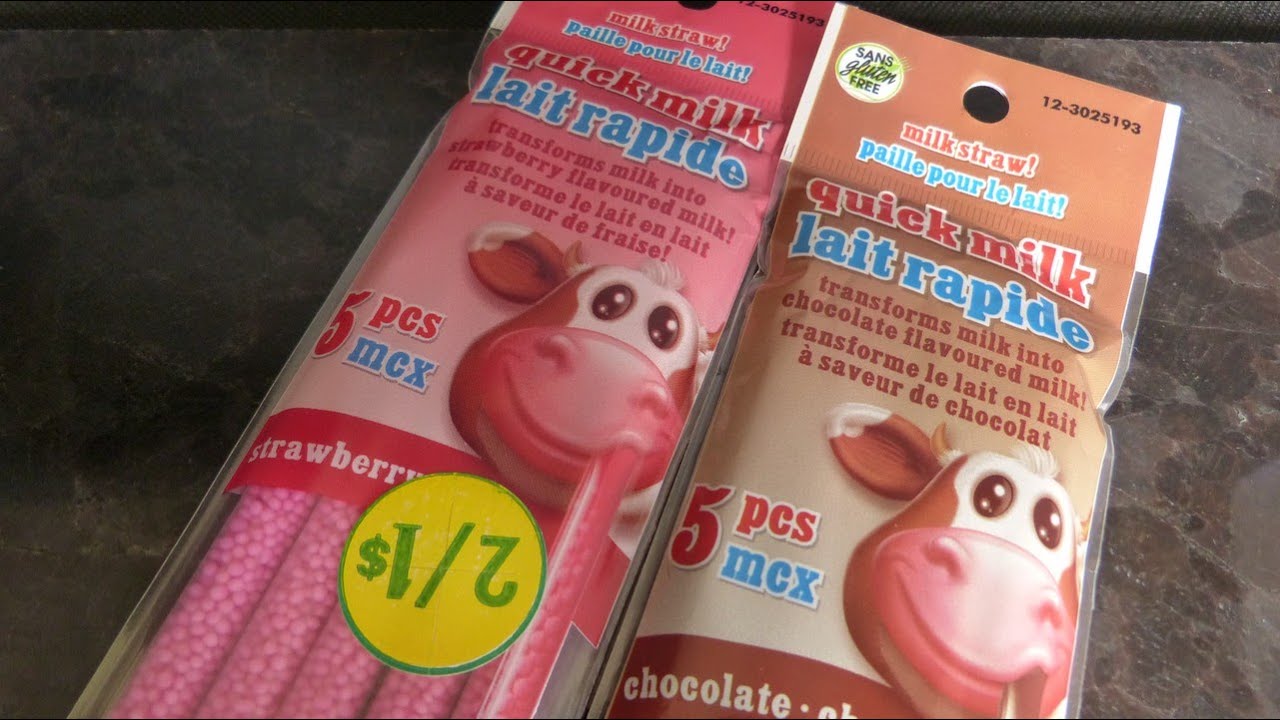 12-3025193
milk straw!
paille pour le lait!
quick milk
lait rapide
transforms milk into
strawberry flavoured milk!
transforme le lait en lait
à saveur de fraise!
5 pcs
mcx
strawberry
2/1$
SANS
gluten
FREE
12-3025193
milk straw!
paille pour le lait!
quick milk
lait rapide
transforms milk into
chocolate flavoured milk!
transforme le lait en lait
à saveur de chocolat
5 pcs
mcx
chocolate · ch